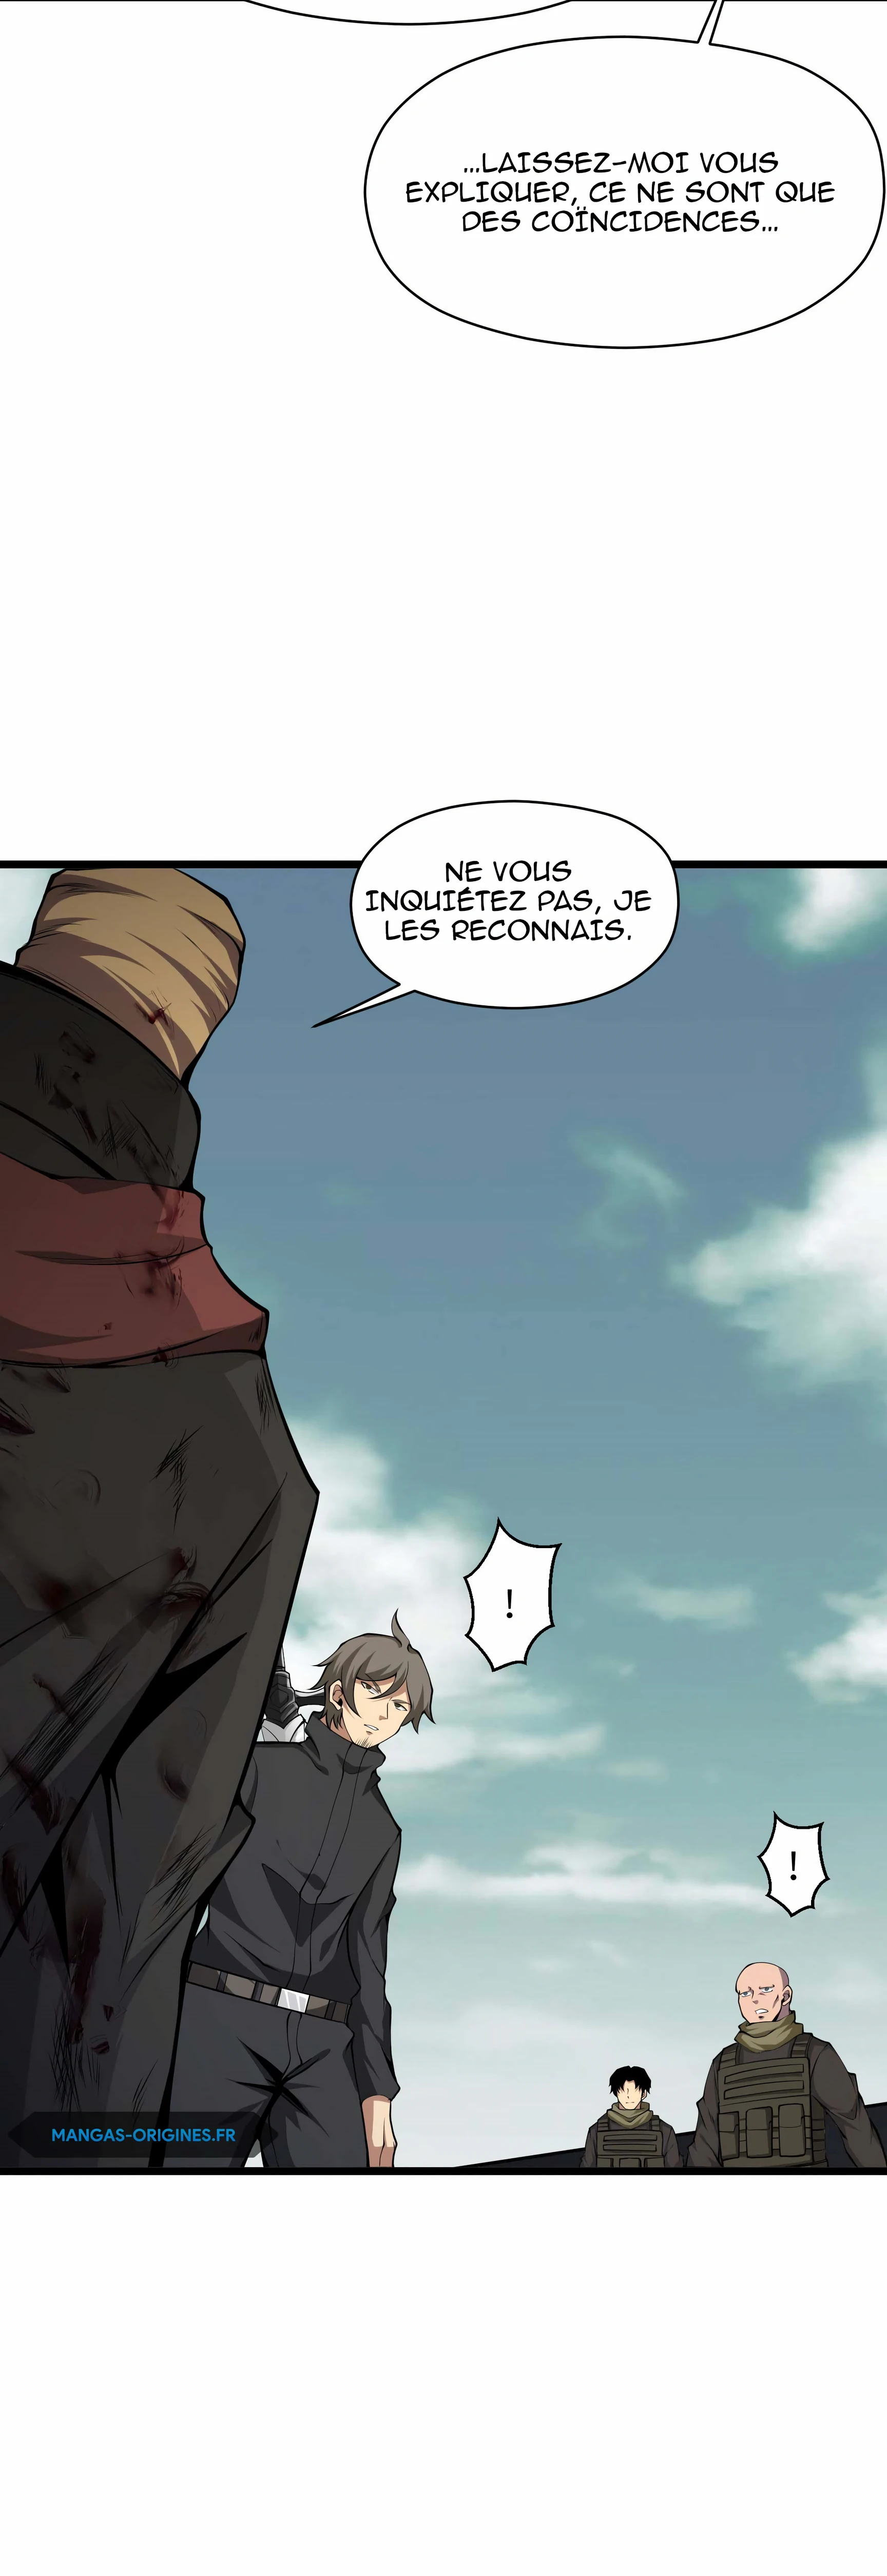 ...LAISSEZ-MOI VOUS
EXPLIQUER, CE NE SONT QUE
DES COÏNCIDENCES...
NE VOUS
INQUIÉTEZ PAS, JE
LES RECONNAIS.
!
!
MANGAS-ORIGINES.FR